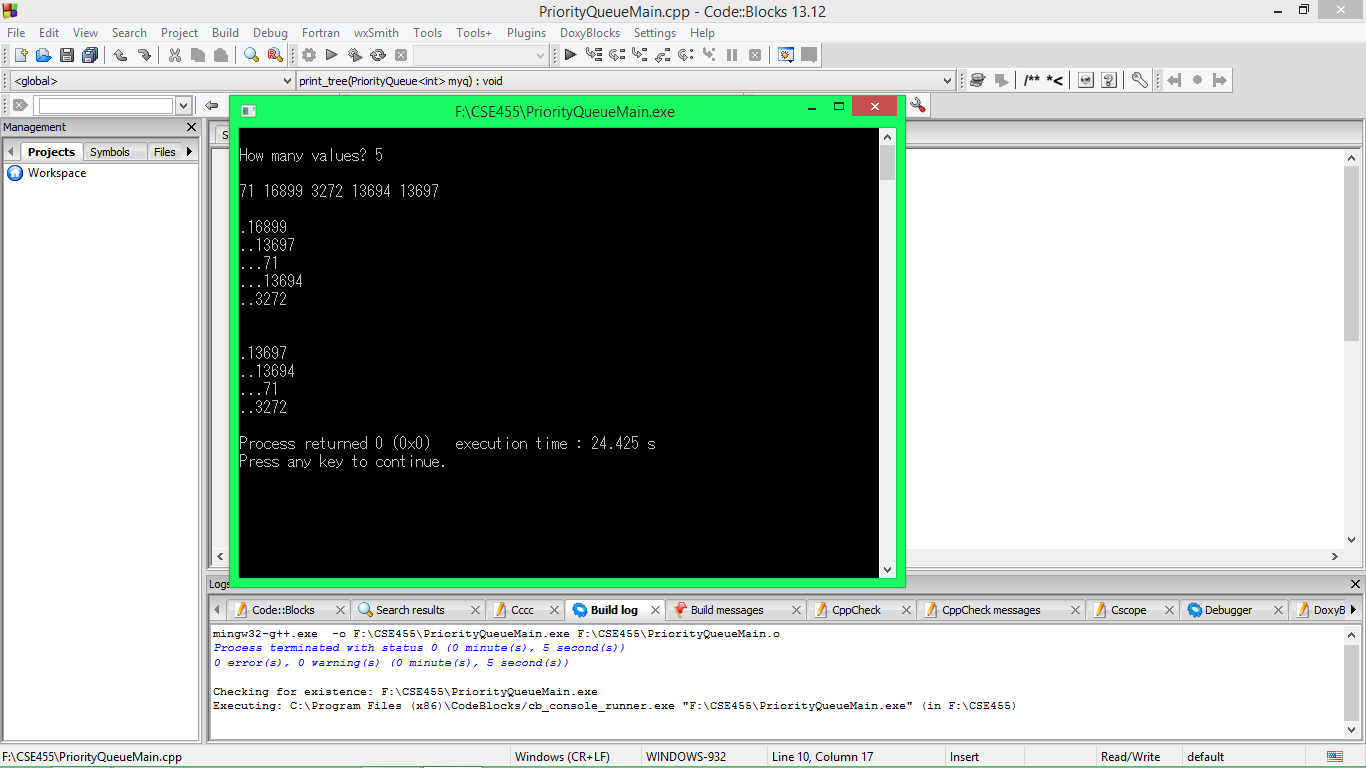 PriorityQueueMain.cpp - Code::Blocks 13.12
File Edit View Search Project Build Debug Fortran wxSmith Tools Tools+ Plugins DoxyBlocks Settings Help
<global> print_tree(PriorityQueue<int> myq) : void
/** *<
F:\CSE455\PriorityQueueMain.exe
Management
Projects Symbols Files
Workspace
S
How many values? 5
71 16899 3272 13694 13697
.16899
..13697
...71
...13694
..3272
.13697
..13694
...71
..3272
Process returned 0 (0x0)   execution time : 24.425 s
Press any key to continue.
Logs
Code::Blocks Search results Cccc Build log Build messages CppCheck CppCheck messages Cscope Debugger DoxyB
mingw32-g++.exe  -o F:\CSE455\PriorityQueueMain.exe F:\CSE455\PriorityQueueMain.o
Process terminated with status 0 (0 minute(s), 5 second(s))
0 error(s), 0 warning(s) (0 minute(s), 5 second(s))
Checking for existence: F:\CSE455\PriorityQueueMain.exe
Executing: C:\Program Files (x86)\CodeBlocks/cb_console_runner.exe "F:\CSE455\PriorityQueueMain.exe" (in F:\CSE455)
F:\CSE455\PriorityQueueMain.cpp Windows (CR+LF) WINDOWS-932 Line 10, Column 17 Insert Read/Write default